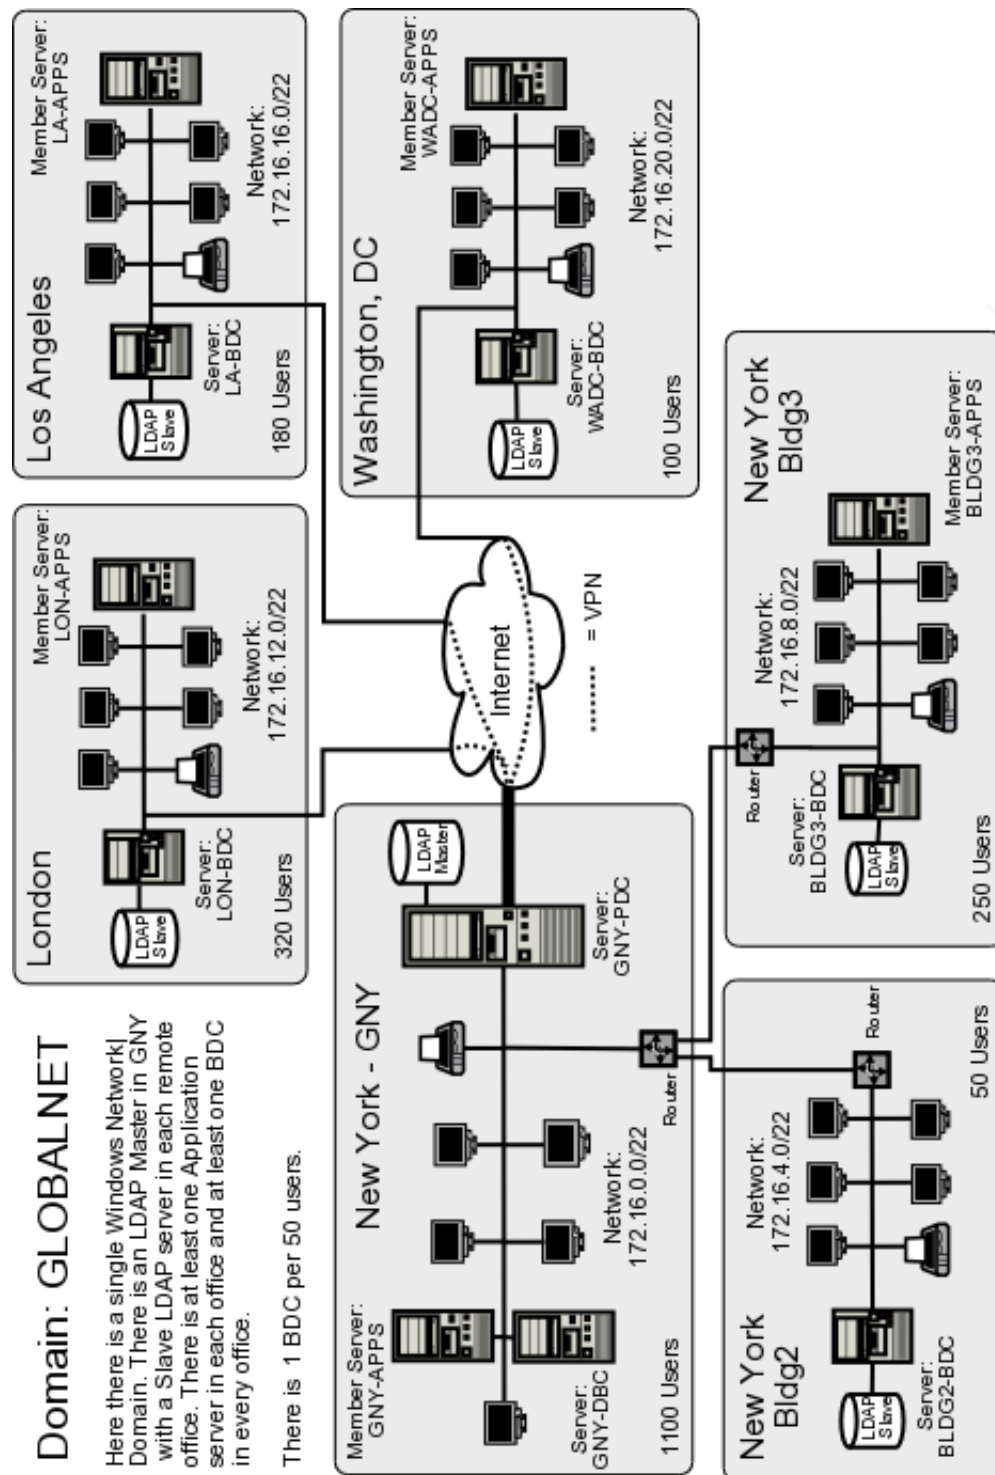 Domain: GLOBALNET
Here there is a single Windows Network|
Domain. There is an LDAP Master in GNY
with a Slave LDAP server in each remote
office. There is at least one Application
server in each office and at least one BDC
in every office.
There is 1 BDC per 50 users.
London
Member Server:
LON-APPS
LDAP
Slave
Server:
LON-BDC
Network:
172.16.12.0/22
320 Users
Los Angeles
Member Server:
LA-APPS
LDAP
Slave
Server:
LA-BDC
Network:
172.16.16.0/22
180 Users
New York - GNY
Member Server:
GNY-APPS
Server:
GNY-DBC
Network:
172.16.0.0/22
Router
LDAP
Master
Server:
GNY-PDC
1100 Users
Internet
= VPN
Washington, DC
Member Server:
WADC-APPS
LDAP
Slave
Server:
WADC-BDC
Network:
172.16.20.0/22
100 Users
New York
Bldg2
Network:
172.16.4.0/22
LDAP
Slave
Server:
BLDG2-BDC
Router
50 Users
New York
Bldg3
Network:
172.16.8.0/22
Router
LDAP
Slave
Server:
BLDG3-BDC
Member Server:
BLDG3-APPS
250 Users